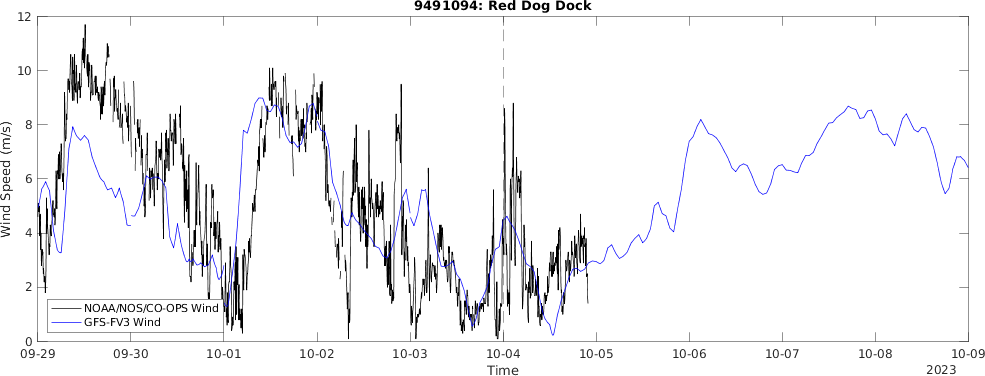 9491094: Red Dog Dock
Wind Speed (m/s)
12
10
8
6
4
2
0
NOAA/NOS/CO-OPS Wind
GFS-FV3 Wind
09-29 09-30 10-01 10-02 10-03 10-04 10-05 10-06 10-07 10-08 10-09
Time
2023